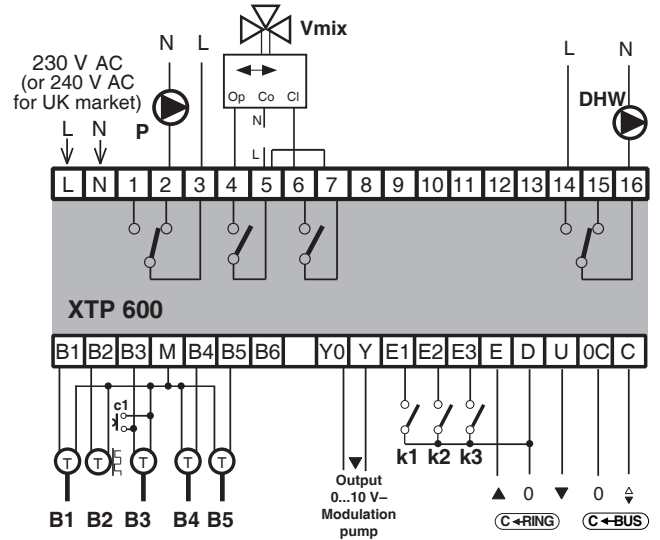 Vmix
N L
L N
230 V AC
(or 240 V AC
for UK market)
Op Co Cl
DHW
P
N
L N
L
L N 1 2 3 4 5 6 7 8 9 10 11 12 13 14 15 16
XTP 600
B1 B2 B3 M B4 B5 B6 Y0 Y E1 E2 E3 E D U 0C C
c1
T T T T T
k1 k2 k3
Output
0...10 V–
Modulation
pump
0 0
B1 B2 B3 B4 B5
C RING C BUS